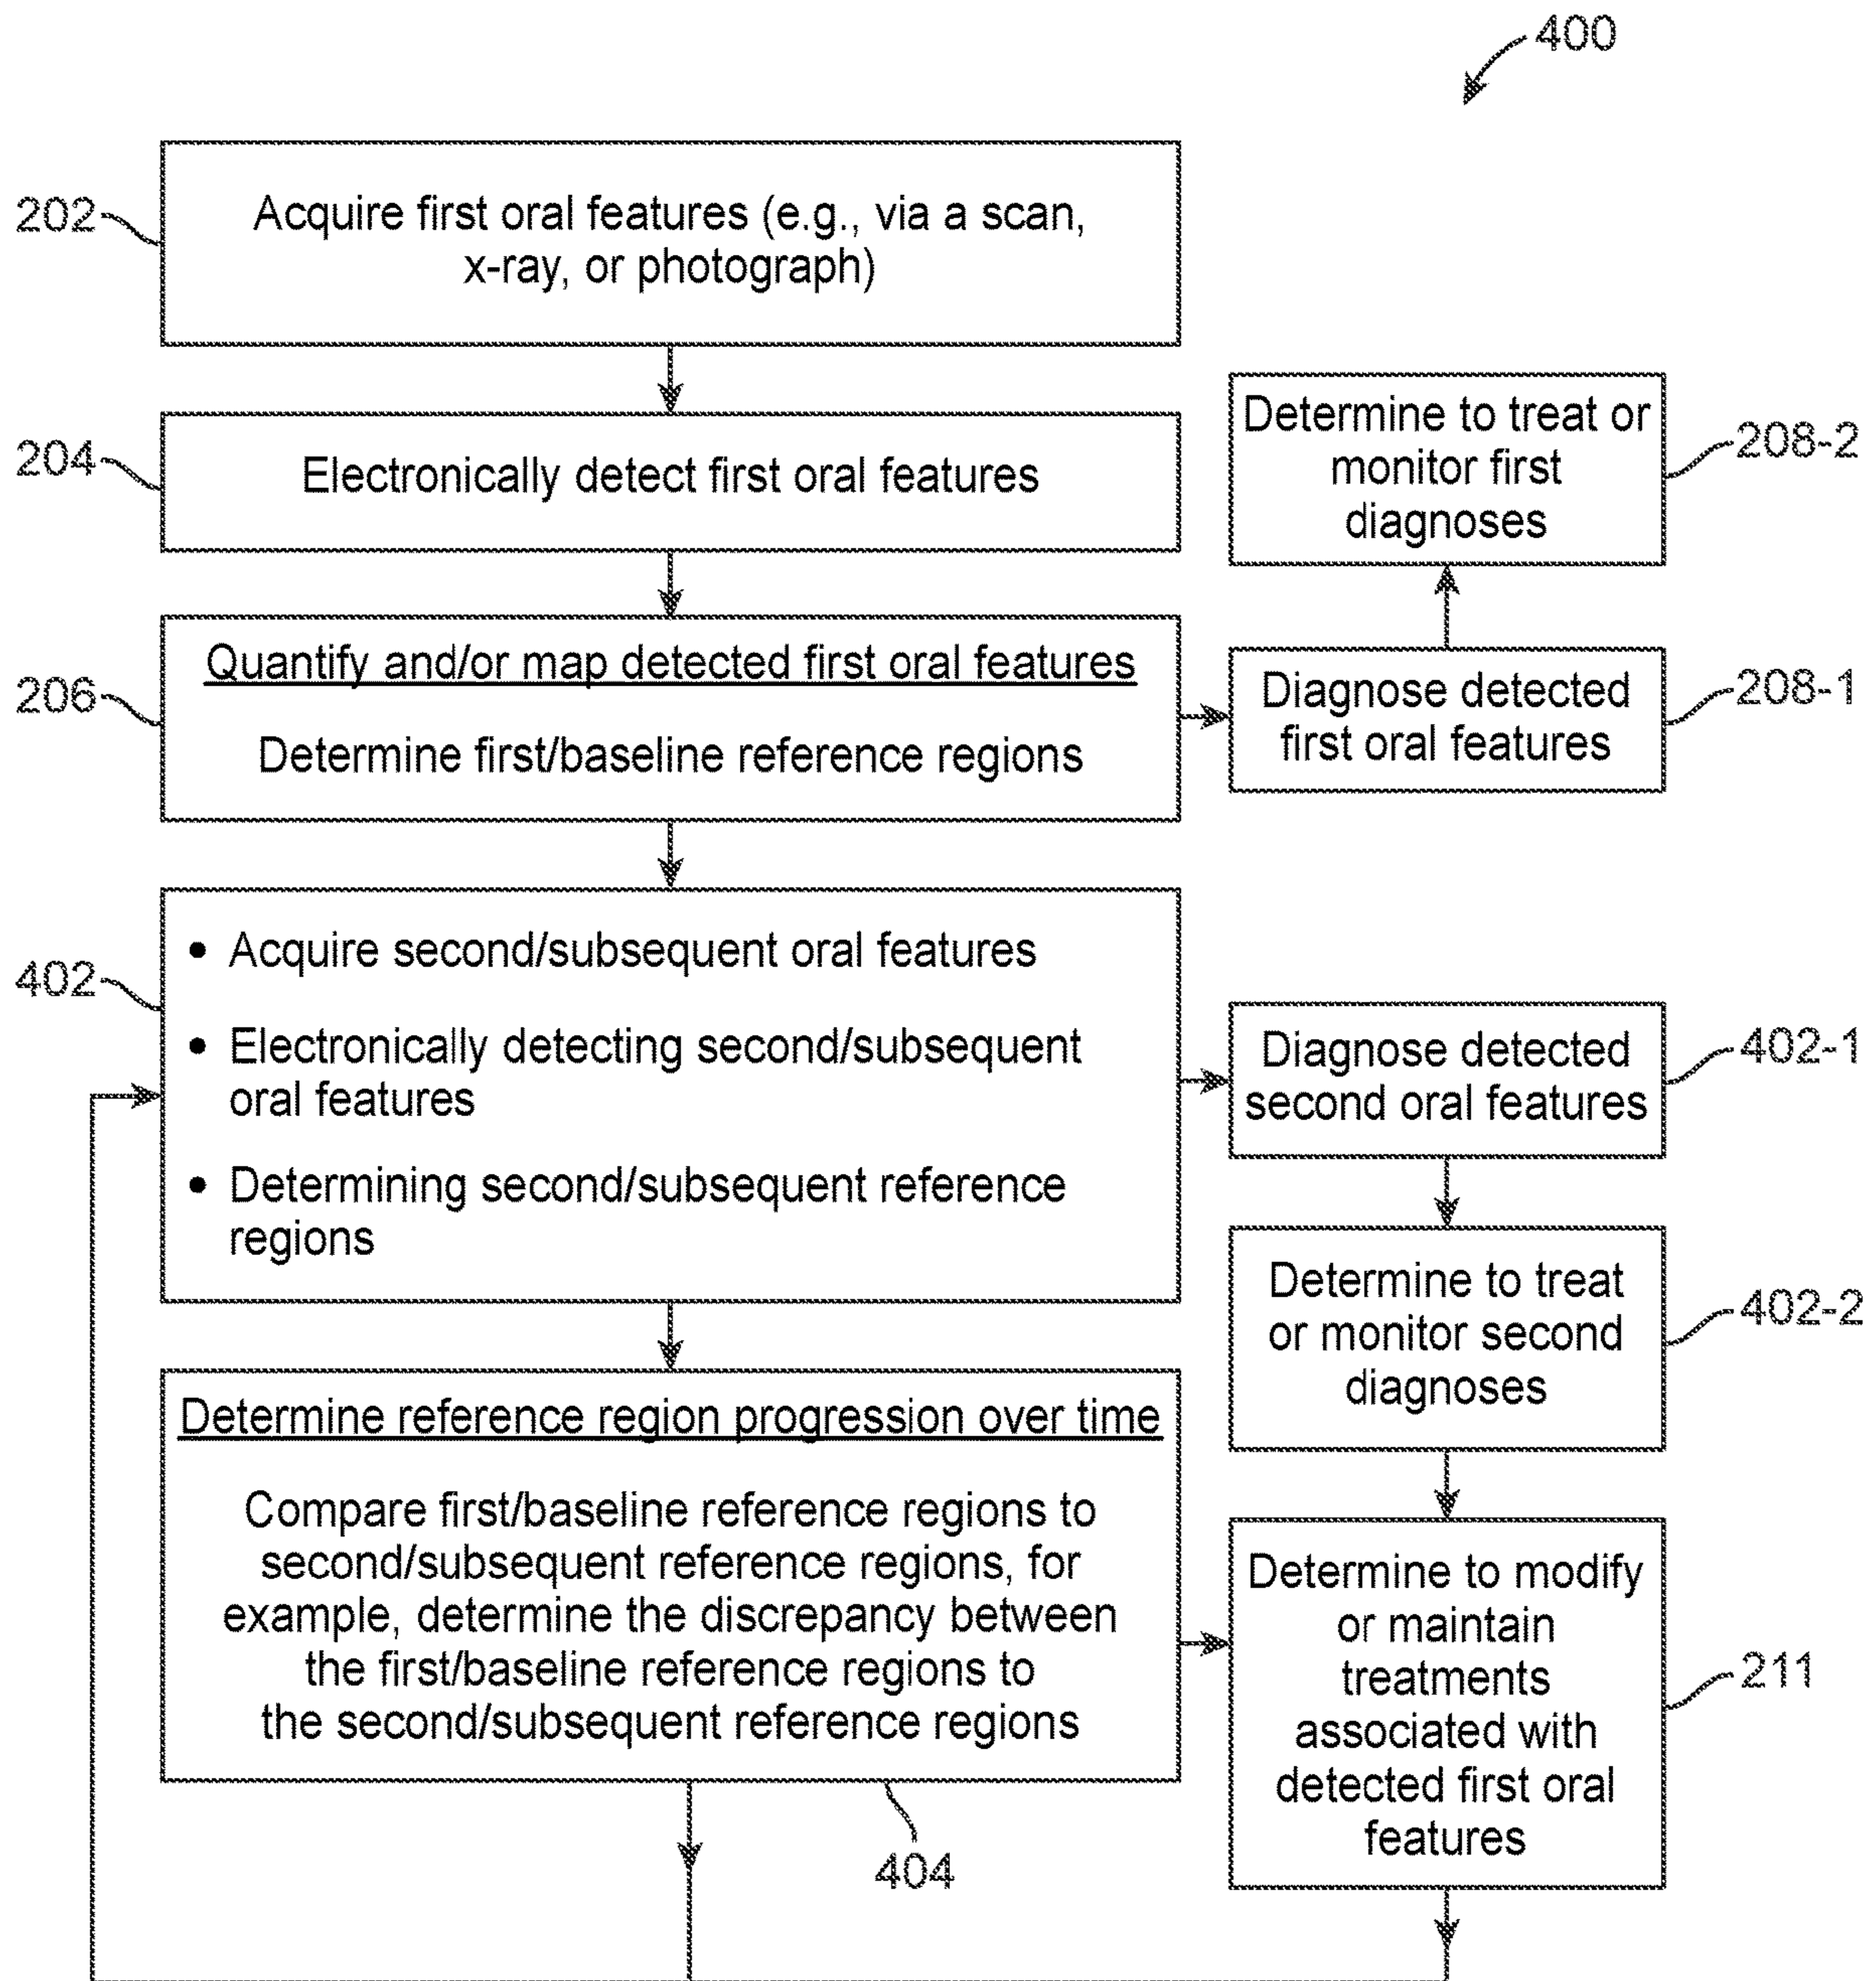 400
202
Acquire first oral features (e.g., via a scan,
x-ray, or photograph)
204
Electronically detect first oral features
Determine to treat or
monitor first
diagnoses
208-2
206
Quantify and/or map detected first oral features
Determine first/baseline reference regions
Diagnose detected
first oral features
208-1
402
• Acquire second/subsequent oral features
• Electronically detecting second/subsequent
oral features
• Determining second/subsequent reference
regions
Diagnose detected
second oral features
402-1
Determine to treat
or monitor second
diagnoses
402-2
Determine reference region progression over time
Compare first/baseline reference regions to
second/subsequent reference regions, for
example, determine the discrepancy between
the first/baseline reference regions to
the second/subsequent reference regions
404
Determine to modify
or maintain
treatments
associated with
detected first oral
features
211